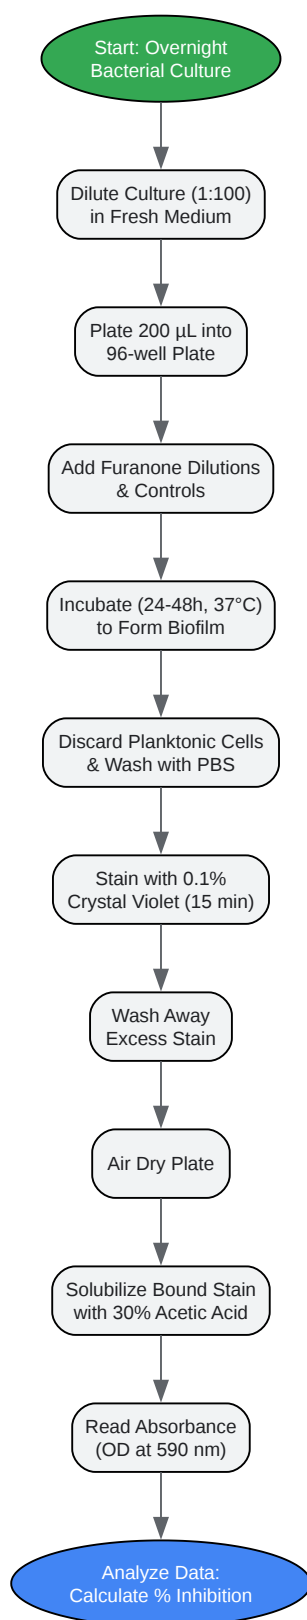 Start: Overnight
Bacterial Culture
Dilute Culture (1:100)
in Fresh Medium
Plate 200 µL into
96-well Plate
Add Furanone Dilutions
& Controls
Incubate (24-48h, 37°C)
to Form Biofilm
Discard Planktonic Cells
& Wash with PBS
Stain with 0.1%
Crystal Violet (15 min)
Wash Away
Excess Stain
Air Dry Plate
Solubilize Bound Stain
with 30% Acetic Acid
Read Absorbance
(OD at 590 nm)
Analyze Data:
Calculate % Inhibition